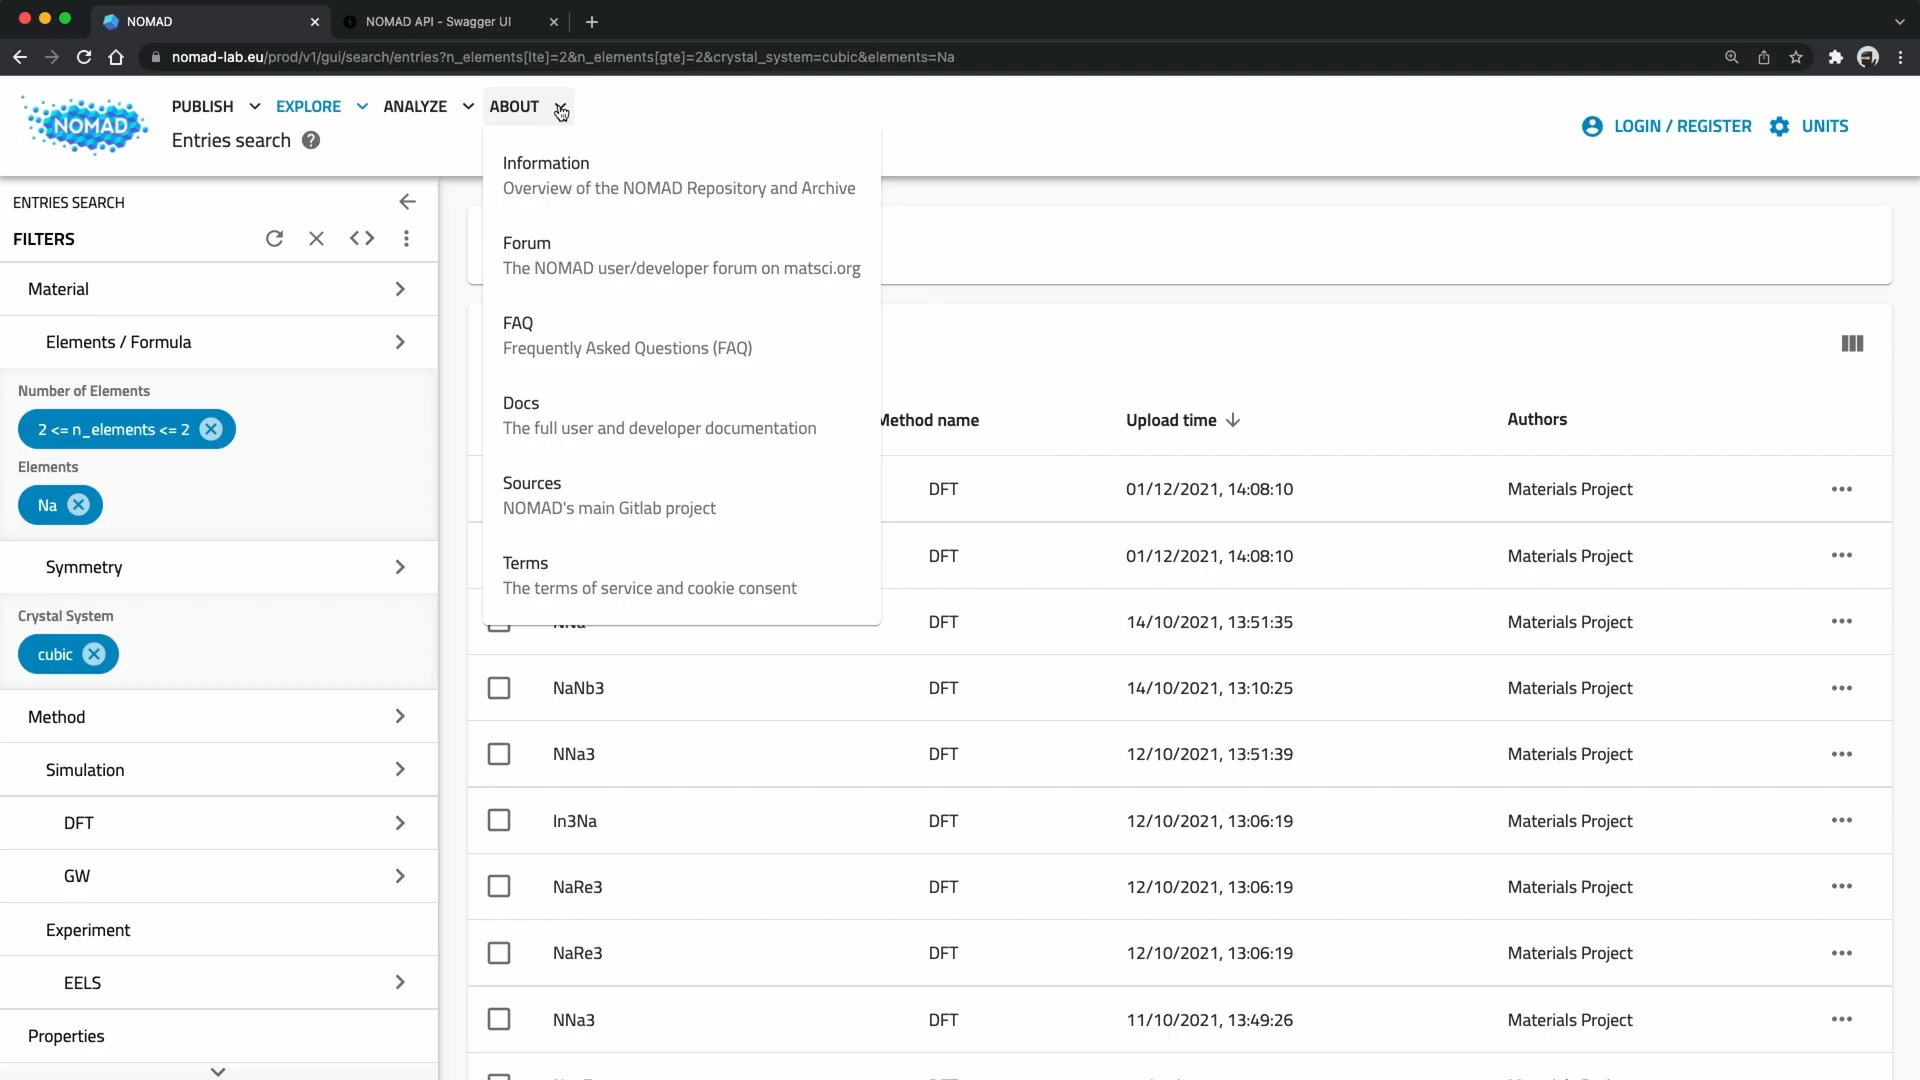 NOMAD
NOMAD API - Swagger UI
nomad-lab.eu/prod/v1/gui/search/entries?n_elements[lte]=2&n_elements[gte]=2&crystal_system=cubic&elements=Na
NOMAD
PUBLISH EXPLORE ANALYZE ABOUT
Entries search
LOGIN / REGISTER UNITS
ENTRIES SEARCH
FILTERS
Material
Elements / Formula
Number of Elements
2 <= n_elements <= 2
Elements
Na
Symmetry
Crystal System
cubic
Method
Simulation
DFT
GW
Experiment
EELS
Properties
Information
Overview of the NOMAD Repository and Archive
Forum
The NOMAD user/developer forum on matsci.org
FAQ
Frequently Asked Questions (FAQ)
Docs
The full user and developer documentation
Sources
NOMAD's main Gitlab project
Terms
The terms of service and cookie consent
Method name Upload time Authors
DFT 01/12/2021, 14:08:10 Materials Project
DFT 01/12/2021, 14:08:10 Materials Project
DFT 14/10/2021, 13:51:35 Materials Project
NaNb3 DFT 14/10/2021, 13:10:25 Materials Project
NNa3 DFT 12/10/2021, 13:51:39 Materials Project
In3Na DFT 12/10/2021, 13:06:19 Materials Project
NaRe3 DFT 12/10/2021, 13:06:19 Materials Project
NaRe3 DFT 12/10/2021, 13:06:19 Materials Project
NNa3 DFT 11/10/2021, 13:49:26 Materials Project